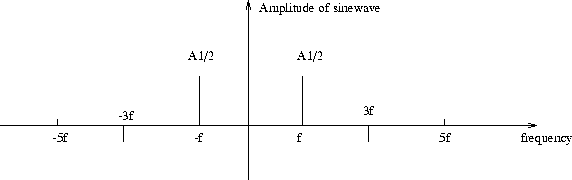 Amplitude of sinewave
A1/2 A1/2
-3f 3f
-5f -f f 5f frequency